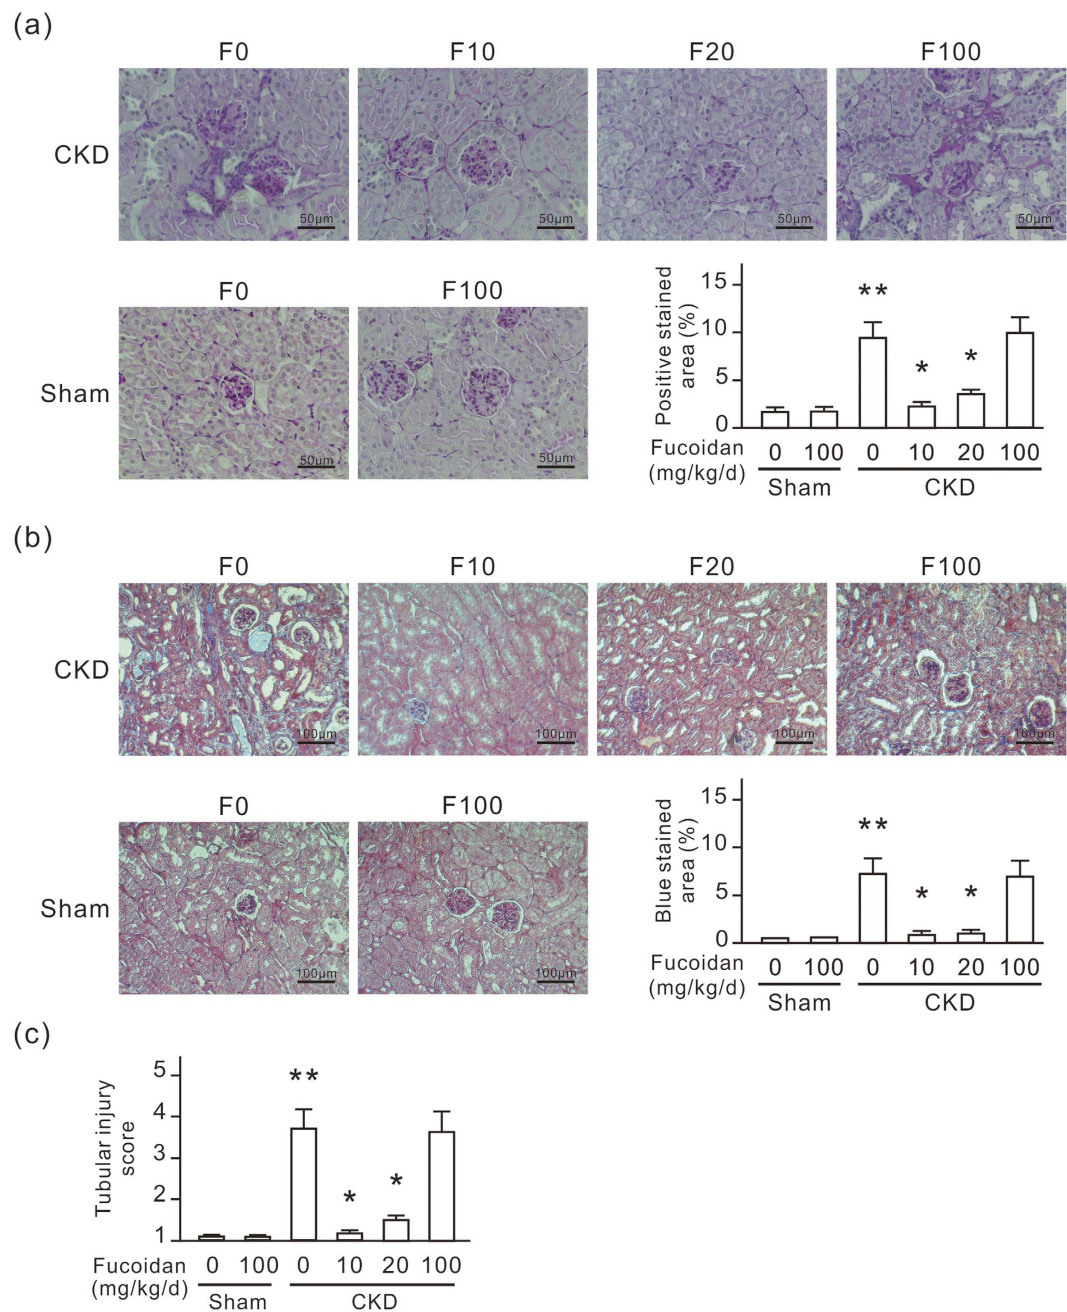 (a)
F0 F10 F20 F100
CKD
50μm 50μm 50μm 50μm
F0 F100
Sham
50μm 50μm
Positive stained
area (%)
15
10
5
0
** * *
Fucoidan
(mg/kg/d)
0 100 0 10 20 100
Sham CKD
(b)
F0 F10 F20 F100
CKD
100μm 100μm 100μm 100μm
F0 F100
Sham
100μm 100μm
Blue stained
area (%)
15
10
5
0
** * *
Fucoidan
(mg/kg/d)
0 100 0 10 20 100
Sham CKD
(c)
Tubular injury
score
5
4
3
2
1
** * *
Fucoidan
(mg/kg/d)
0 100 0 10 20 100
Sham CKD